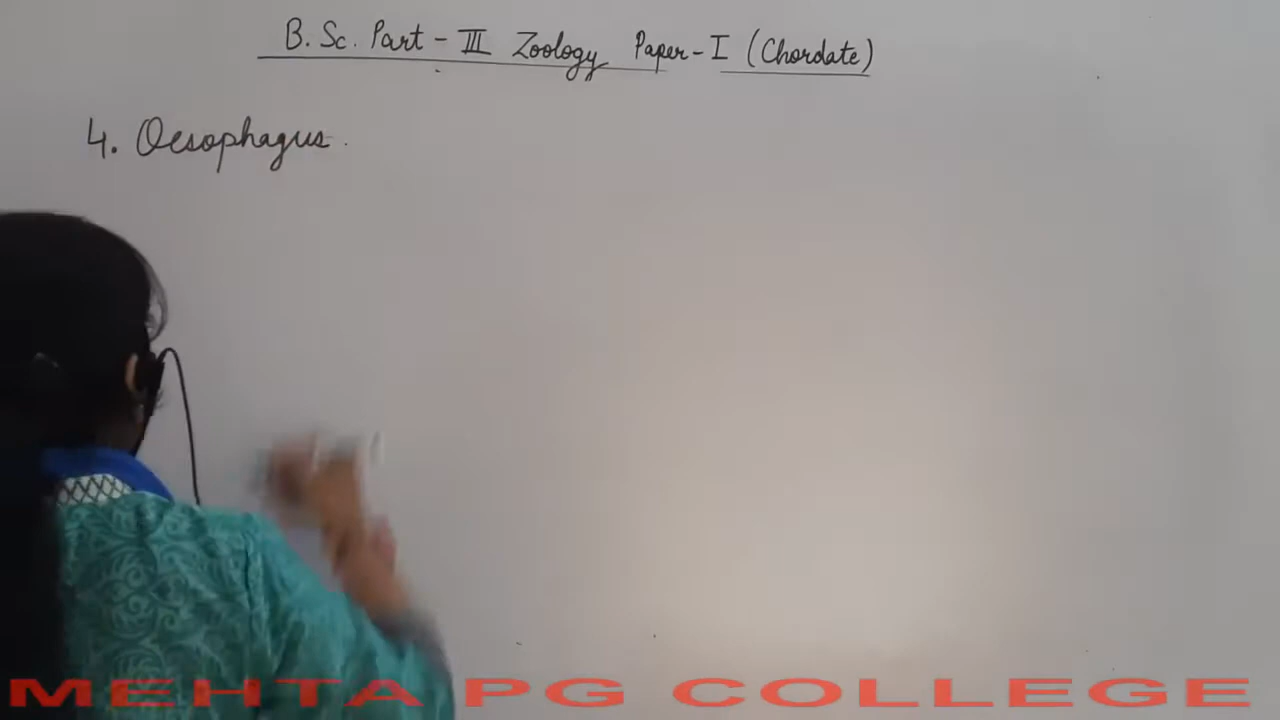 B. Sc. Part - III Zoology Paper - I (Chordate)
4. Oesophagus.
MEHTA PG COLLEGE